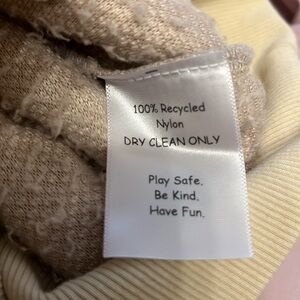 100% Recycled
Nylon
DRY CLEAN ONLY
Play Safe.
Be Kind.
Have Fun.